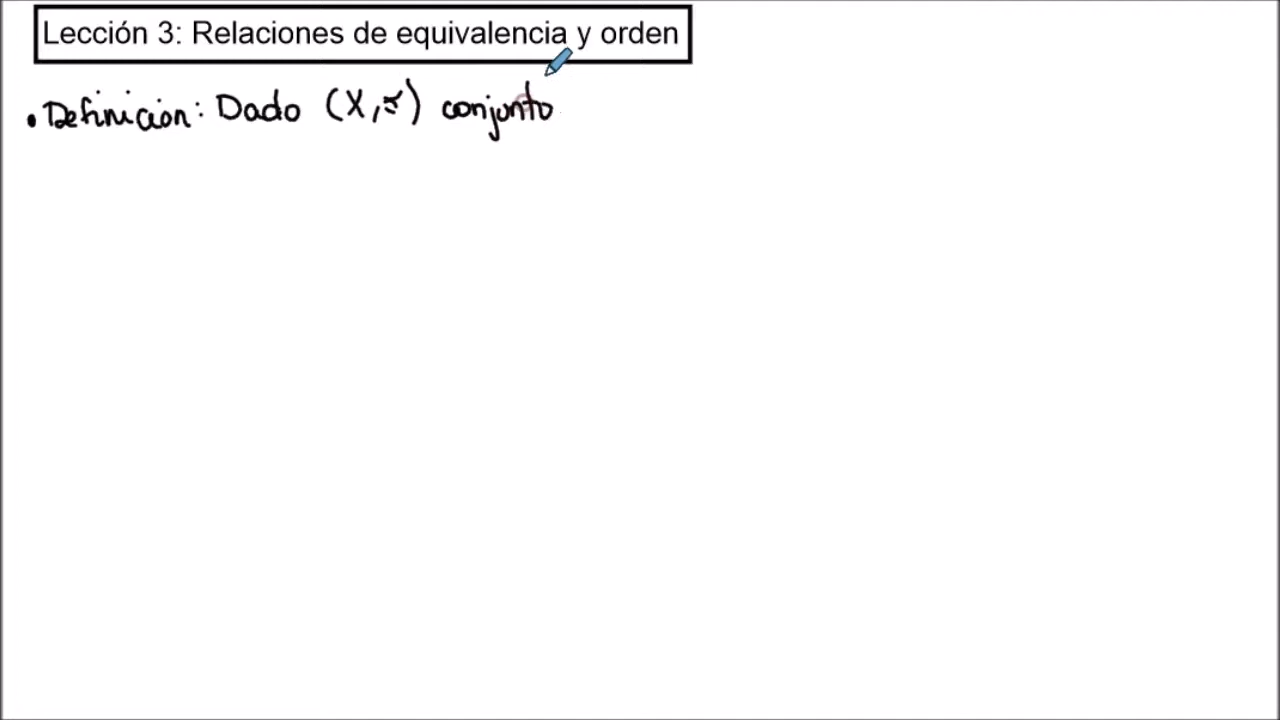 Lección 3: Relaciones de equivalencia y orden
• Definición: Dado (X, ≼) conjunto